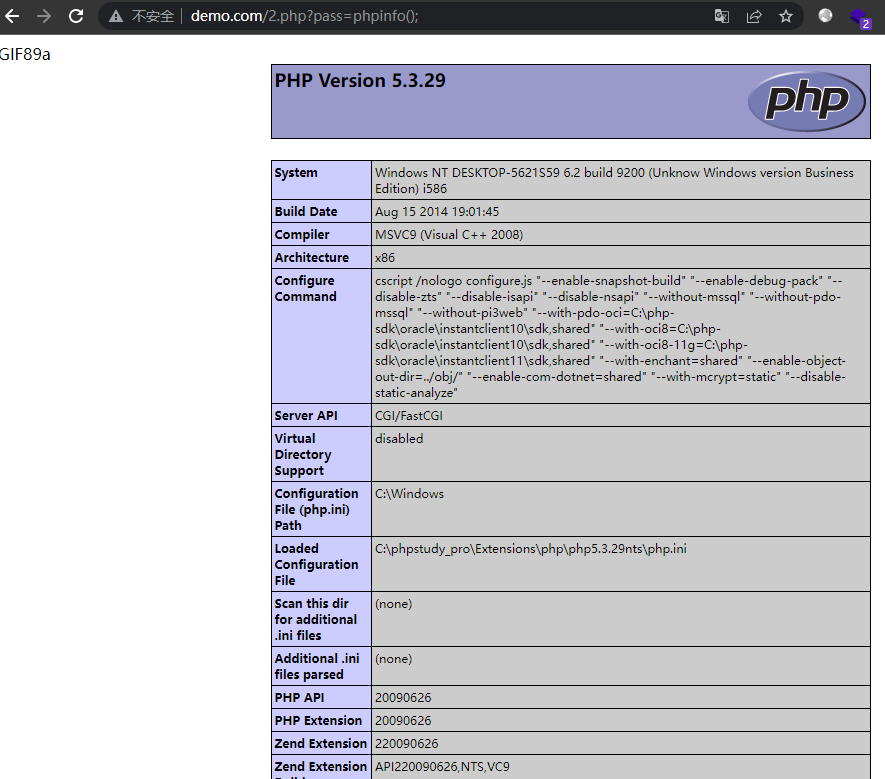 不安全 demo.com/2.php?pass=phpinfo();
2
GIF89a
PHP Version 5.3.29
php
System
Windows NT DESKTOP-5621S59 6.2 build 9200 (Unknow Windows version Business
Edition) i586
Build Date
Aug 15 2014 19:01:45
Compiler
MSVC9 (Visual C++ 2008)
Architecture
x86
Configure
Command
cscript /nologo configure.js "--enable-snapshot-build" "--enable-debug-pack" "--
disable-zts" "--disable-isapi" "--disable-nsapi" "--without-mssql" "--without-pdo-
mssql" "--without-pi3web" "--with-pdo-oci=C:\php-
sdk\oracle\instantclient10\sdk,shared" "--with-oci8=C:\php-
sdk\oracle\instantclient10\sdk,shared" "--with-oci8-11g=C:\php-
sdk\oracle\instantclient11\sdk,shared" "--with-enchant=shared" "--enable-object-
out-dir=../obj/" "--enable-com-dotnet=shared" "--with-mcrypt=static" "--disable-
static-analyze"
Server API
CGI/FastCGI
Virtual
Directory
Support
disabled
Configuration
File (php.ini)
Path
C:\Windows
Loaded
Configuration
File
C:\phpstudy_pro\Extensions\php\php5.3.29nts\php.ini
Scan this dir
for additional
.ini files
(none)
Additional .ini
files parsed
(none)
PHP API
20090626
PHP Extension
20090626
Zend Extension
220090626
Zend Extension
API220090626,NTS,VC9